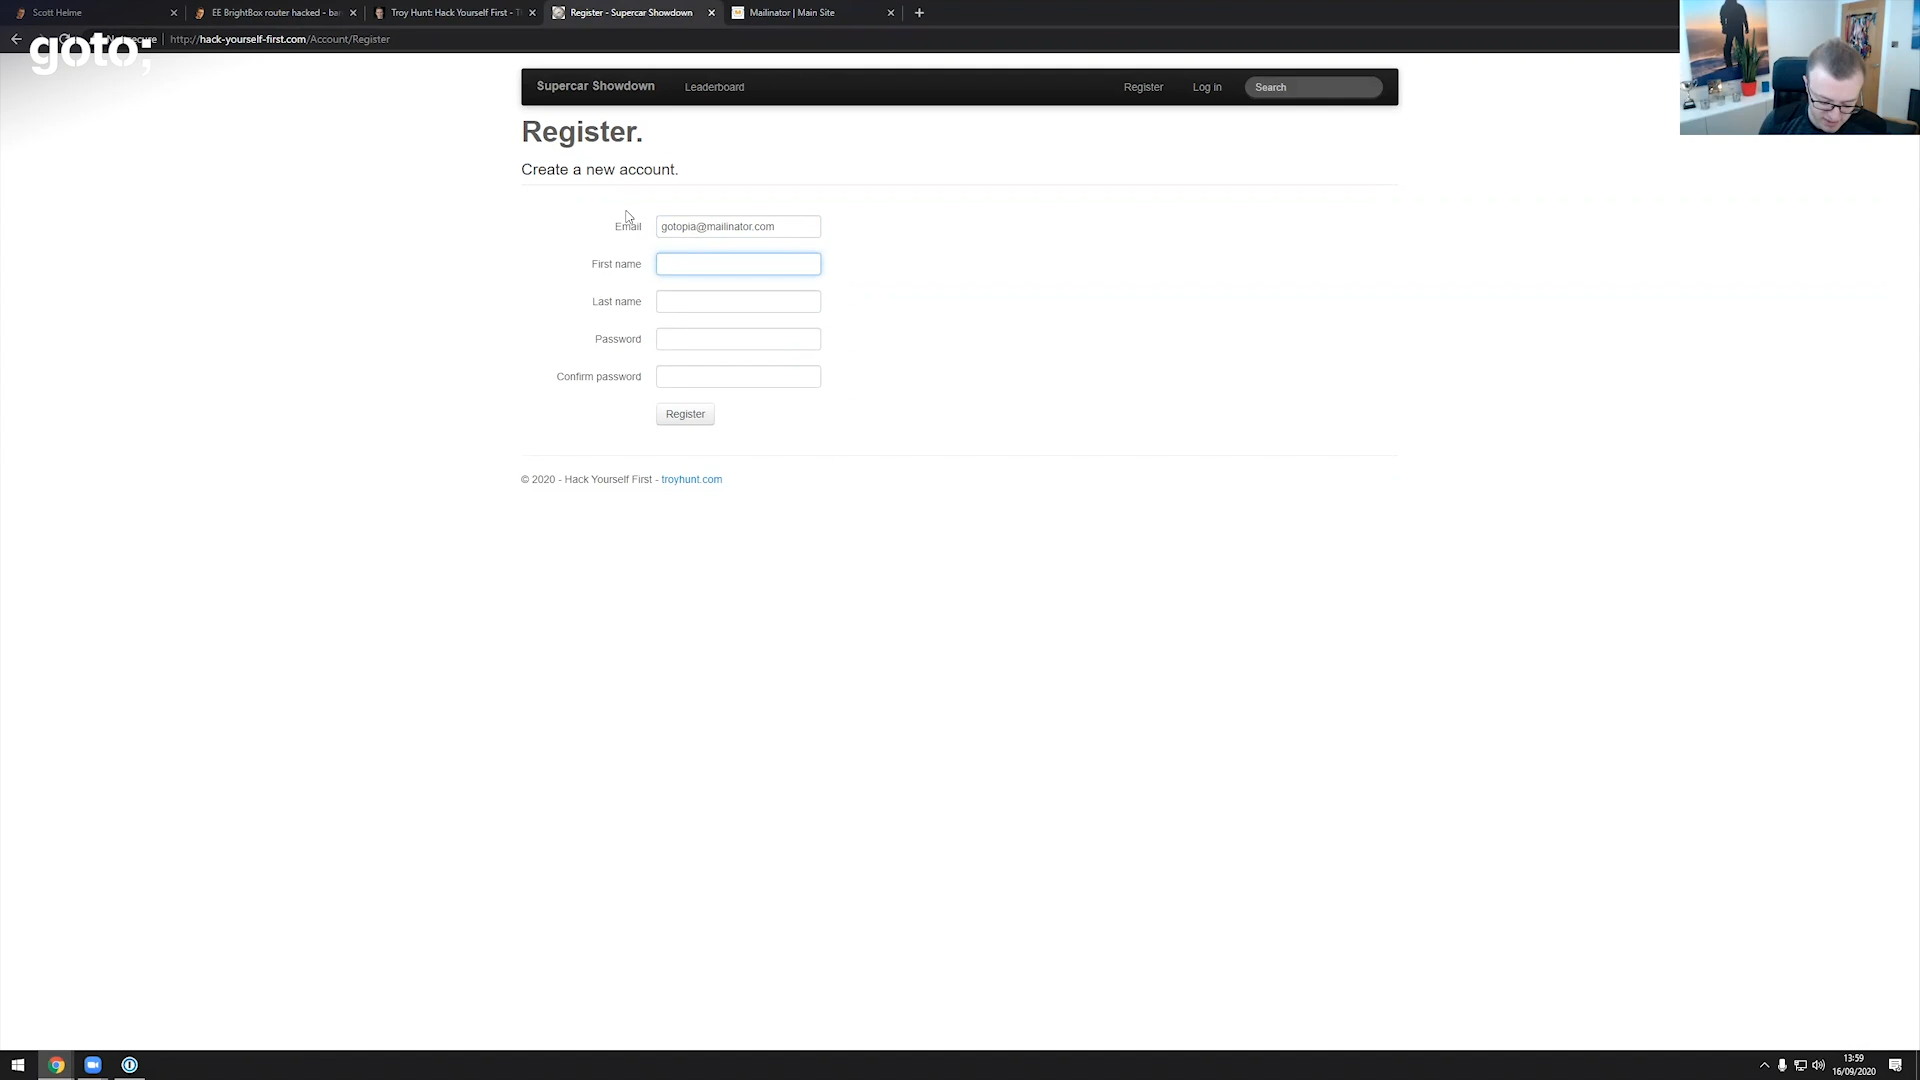 Scott Helme
EE BrightBox router hacked - ba
Troy Hunt: Hack Yourself First - T
Register - Supercar Showdown
Mailinator | Main Site
http://hack-yourself-first.com/Account/Register
goto;
Supercar Showdown
Leaderboard
Register
Log in
Search
Register.
Create a new account.
Email
gotopia@mailinator.com
First name
Last name
Password
Confirm password
Register
© 2020 - Hack Yourself First - troyhunt.com
13:59
16/09/2020